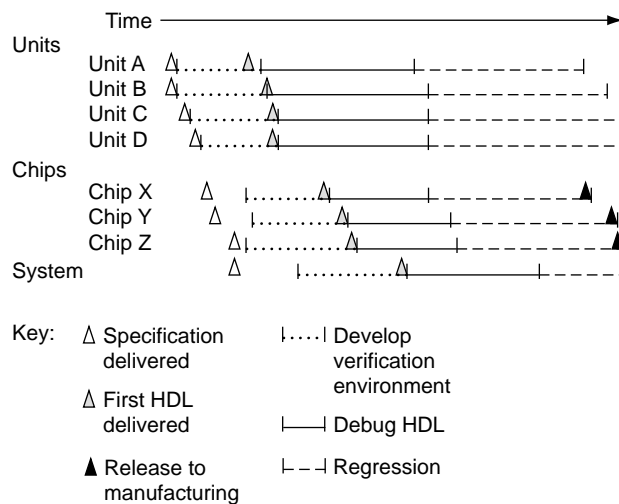 Time
Units
Unit A
Unit B
Unit C
Unit D
Chips
Chip X
Chip Y
Chip Z
System
Key:
Specification
delivered
First HDL
delivered
Release to
manufacturing
Develop
verification
environment
Debug HDL
Regression